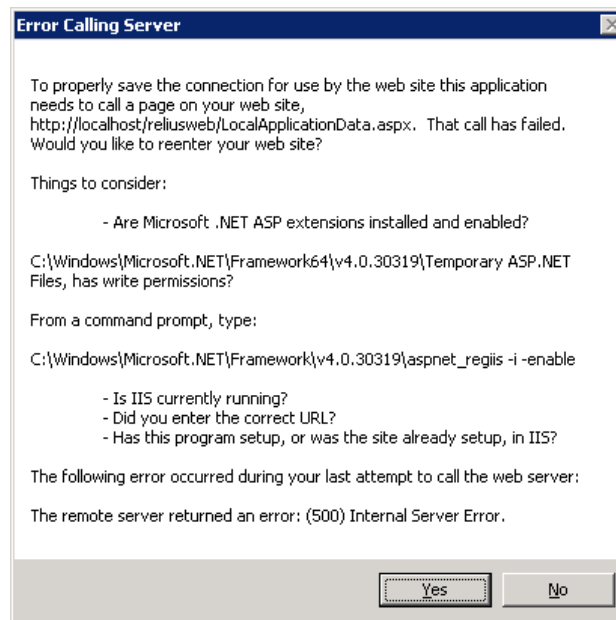 Error Calling Server
To properly save the connection for use by the web site this application
needs to call a page on your web site,
http://localhost/reliusweb/LocalApplicationData.aspx.  That call has failed.
Would you like to reenter your web site?
Things to consider:
- Are Microsoft .NET ASP extensions installed and enabled?
C:\Windows\Microsoft.NET\Framework64\v4.0.30319\Temporary ASP.NET
Files, has write permissions?
From a command prompt, type:
C:\Windows\Microsoft.NET\Framework\v4.0.30319\aspnet_regiis -i -enable
- Is IIS currently running?
- Did you enter the correct URL?
- Has this program setup, or was the site already setup, in IIS?
The following error occurred during your last attempt to call the web server:
The remote server returned an error: (500) Internal Server Error.
Yes No